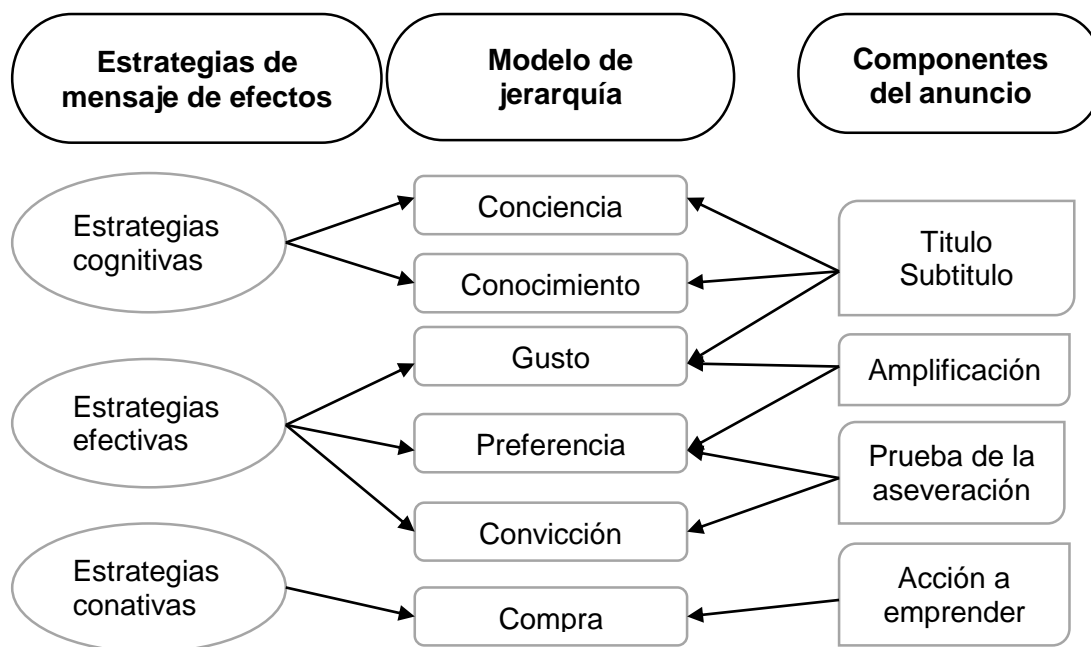 Estrategias de
mensaje de efectos
Modelo de
jerarquía
Componentes
del anuncio
Estrategias
cognitivas
Conciencia
Conocimiento
Titulo
Subtitulo
Gusto
Amplificación
Estrategias
efectivas
Preferencia
Prueba de la
aseveración
Convicción
Estrategias
conativas
Compra
Acción a
emprender